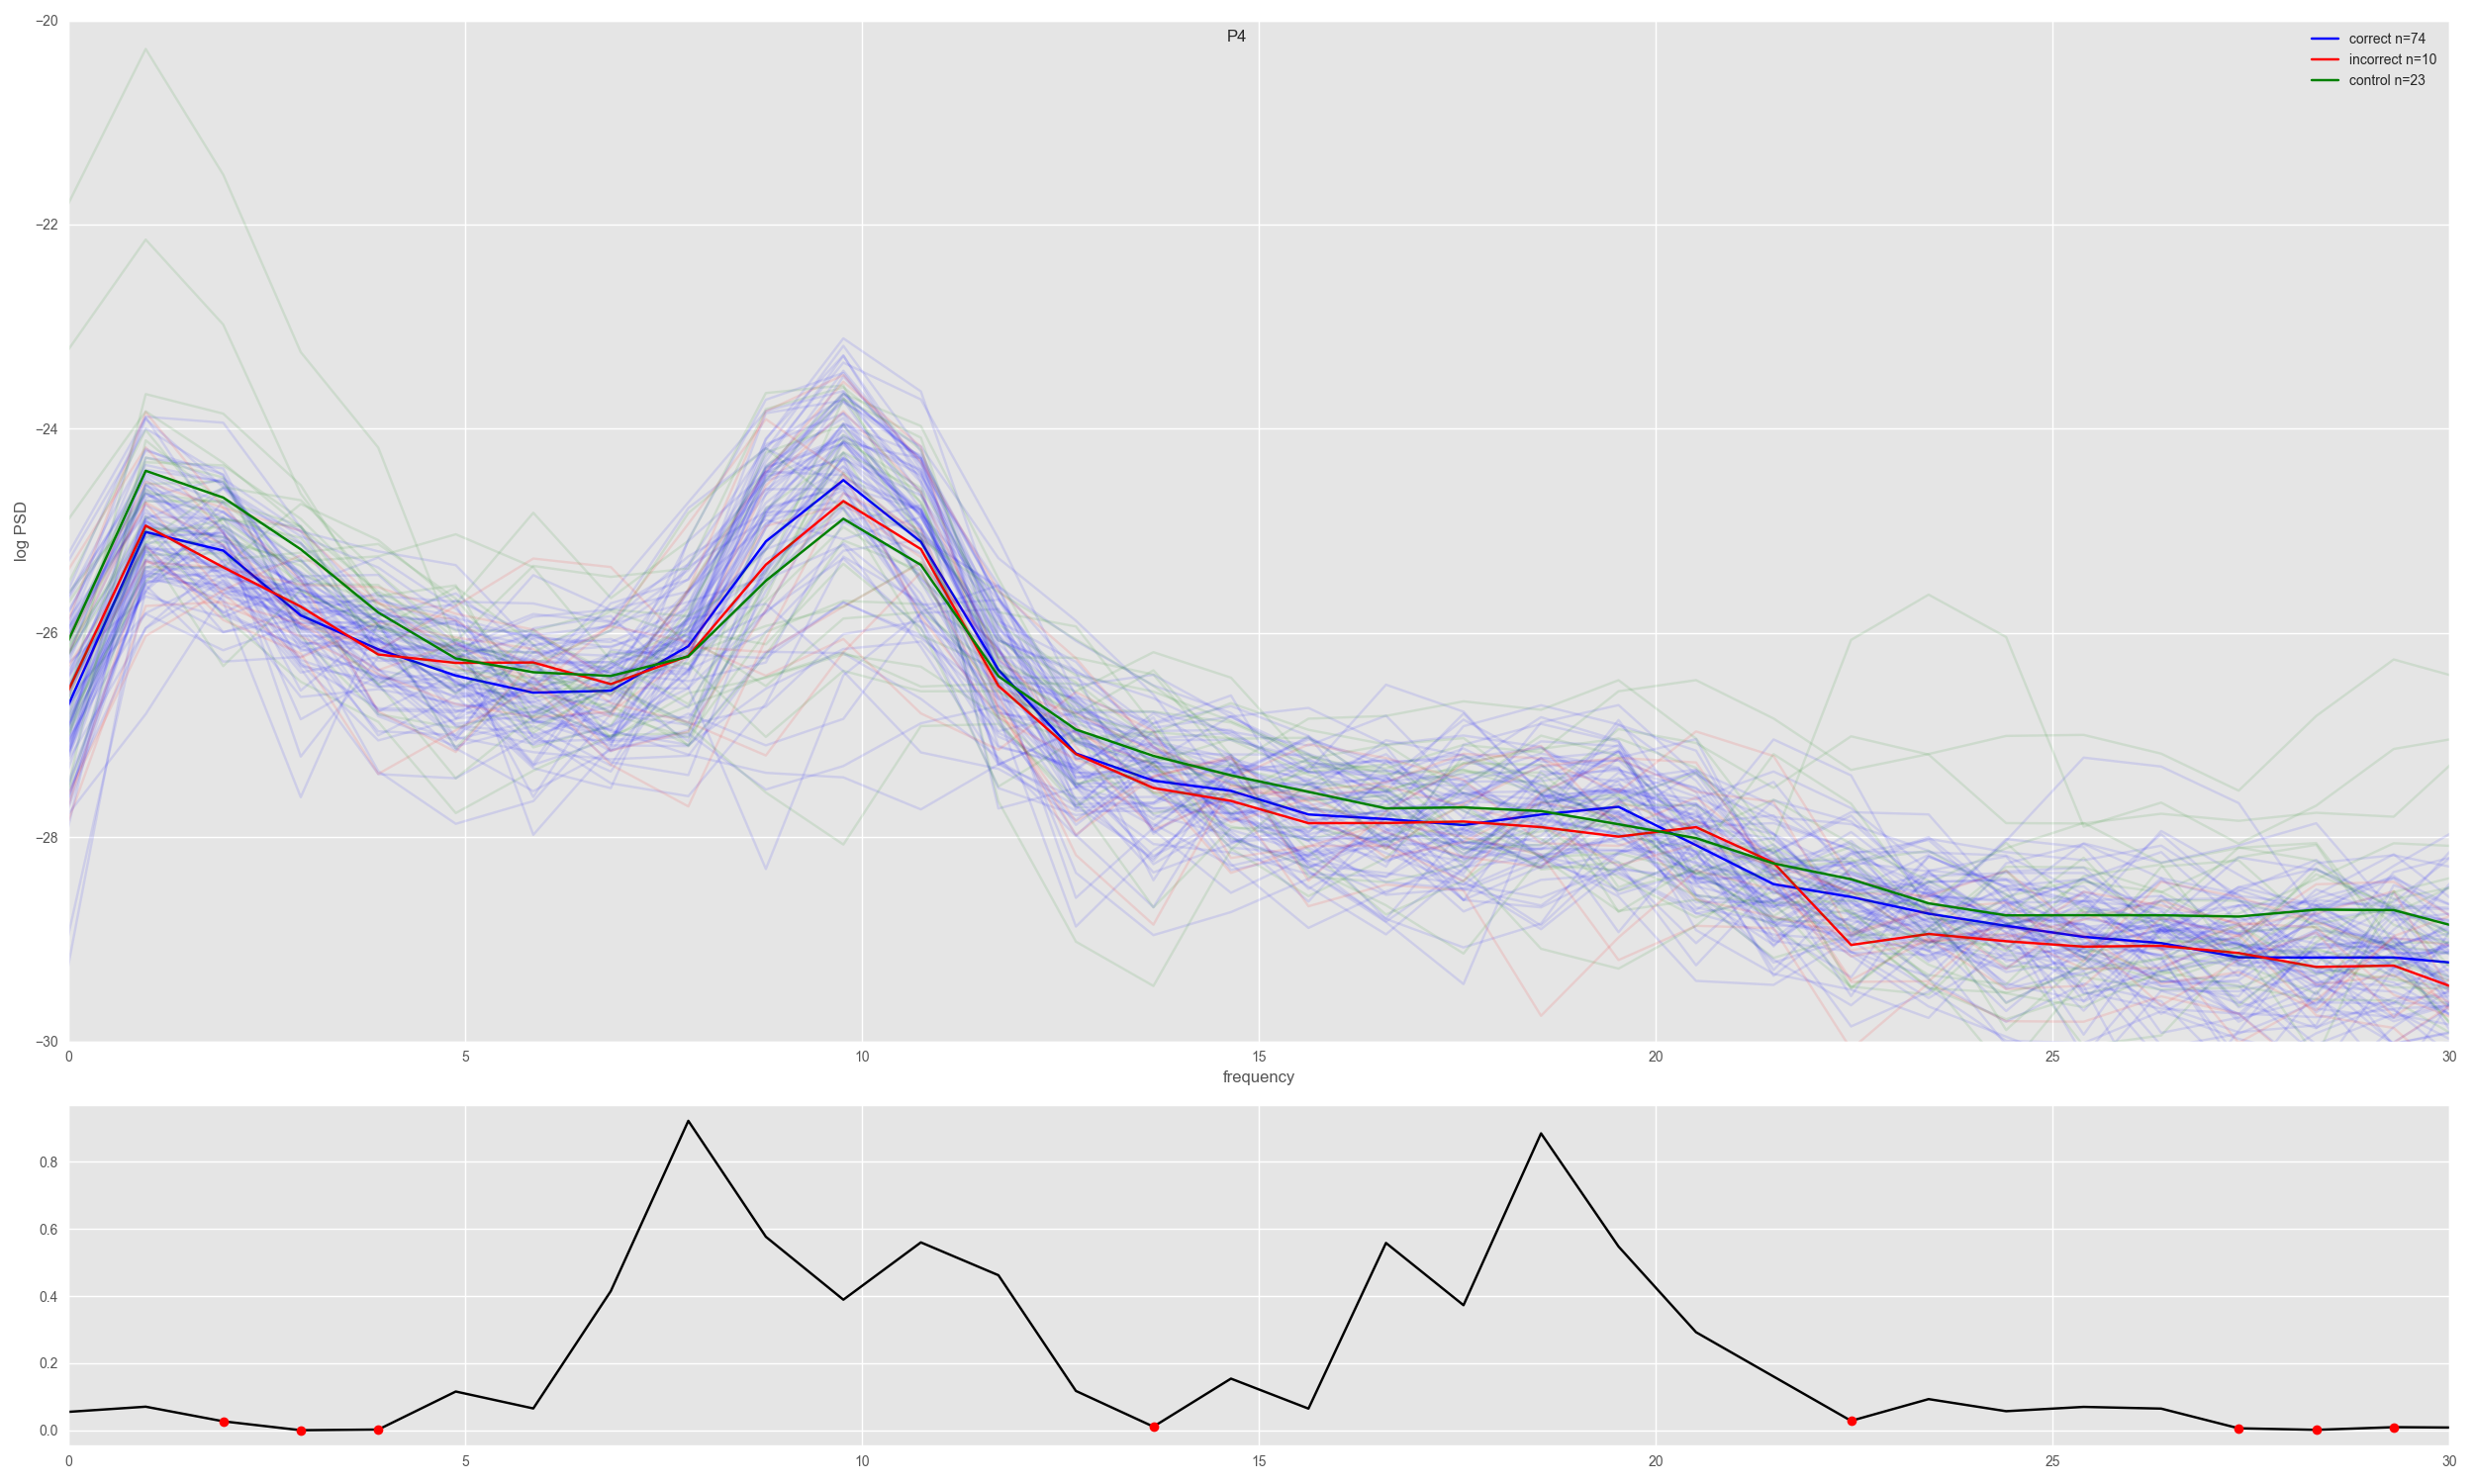 P4
correct n=74
incorrect n=10
control n=23
−20
−22
−24
−26
−28
−30
log PSD
0 5 10 15 20 25 30
frequency
0.8
0.6
0.4
0.2
0.0
0 5 10 15 20 25 30